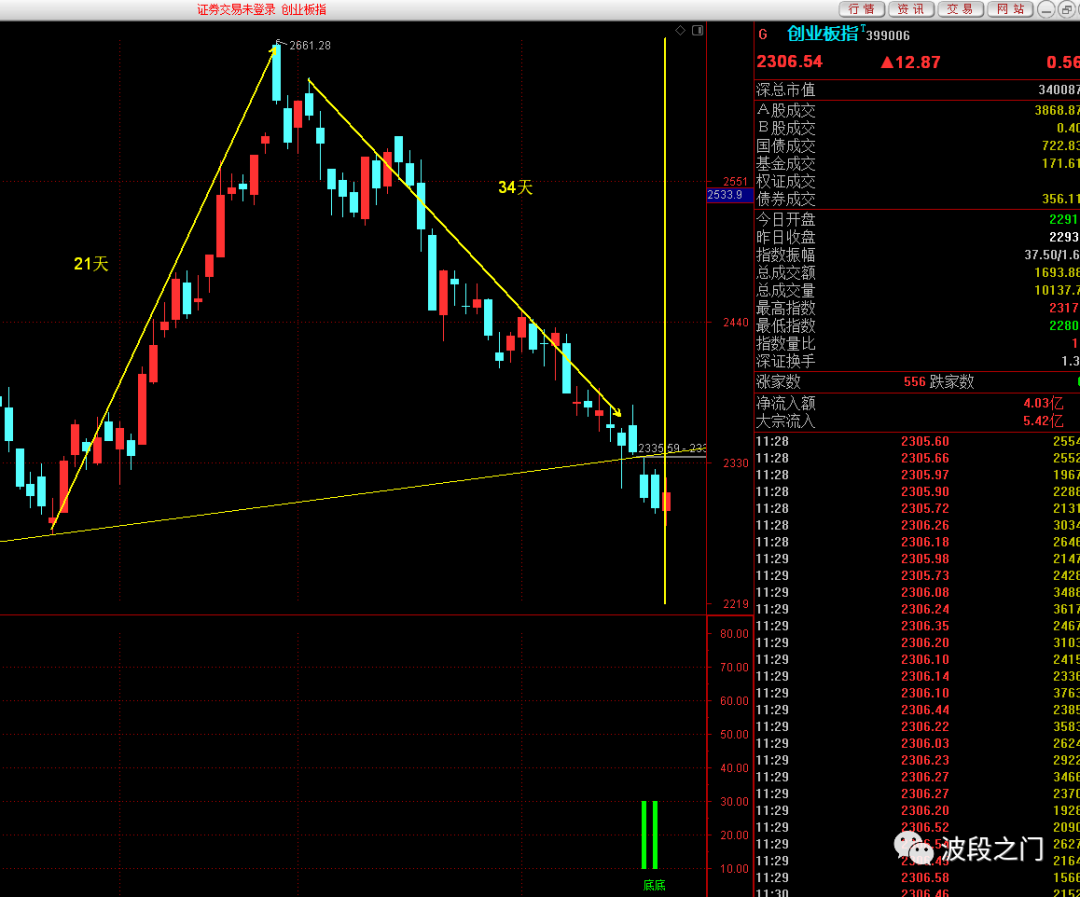 证券交易未登录 创业板指
行情 资讯 交易 网站
2661.28
34天
21天
2335.59
2551
2533.9
2440
2330
2219
80.00
70.00
60.00
50.00
40.00
30.00
20.00
10.00
底底
G 创业板指 T 399006
2306.54 ▲12.87 0.56
深总市值 340087
A股成交 3868.87
B股成交 0.40
国债成交 722.83
基金成交 171.61
权证成交
债券成交 356.11
今日开盘 2291
昨日收盘 2293
指数振幅 37.50/1.6
总成交额 1693.88
总成交量 10137.7
最高指数 2317
最低指数 2280
指数量比 1
深证换手 1.3
涨家数 556 跌家数
净流入额 4.03亿
大宗流入 5.42亿
11:28 2305.60 2554
11:28 2305.66 2552
11:28 2305.97 1967
11:28 2305.90 2288
11:28 2305.72 2131
11:28 2306.26 3034
11:28 2306.18 2646
11:29 2305.98 2147
11:29 2305.73 2428
11:29 2306.08 3488
11:29 2306.24 3617
11:29 2306.35 2467
11:29 2306.20 3103
11:29 2306.10 2415
11:29 2306.14 2336
11:29 2306.10 3763
11:29 2306.44 2385
11:29 2306.22 3583
11:29 2306.03 2624
11:29 2306.23 2922
11:29 2306.27 3466
11:29 2306.27 2370
11:29 2306.20 1928
11:29 2306.52 2090
11:29 2627
11:29 2164
11:29 2306.58 1566
11:30 2306.46 2152
波段之门